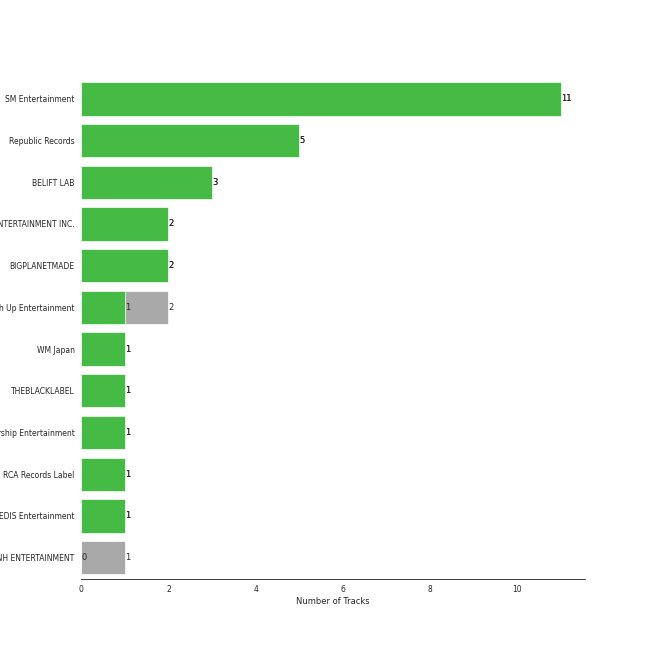 SM Entertainment 11
Republic Records 5
BELIFT LAB 3
NTERTAINMENT INC. 2
BIGPLANETMADE 2
h Up Entertainment 1 2
WM Japan 1
THEBLACKLABEL 1
rship Entertainment 1
RCA Records Label 1
EDIS Entertainment 1
NH ENTERTAINMENT 0 1
0 2 4 6 8 10
Number of Tracks